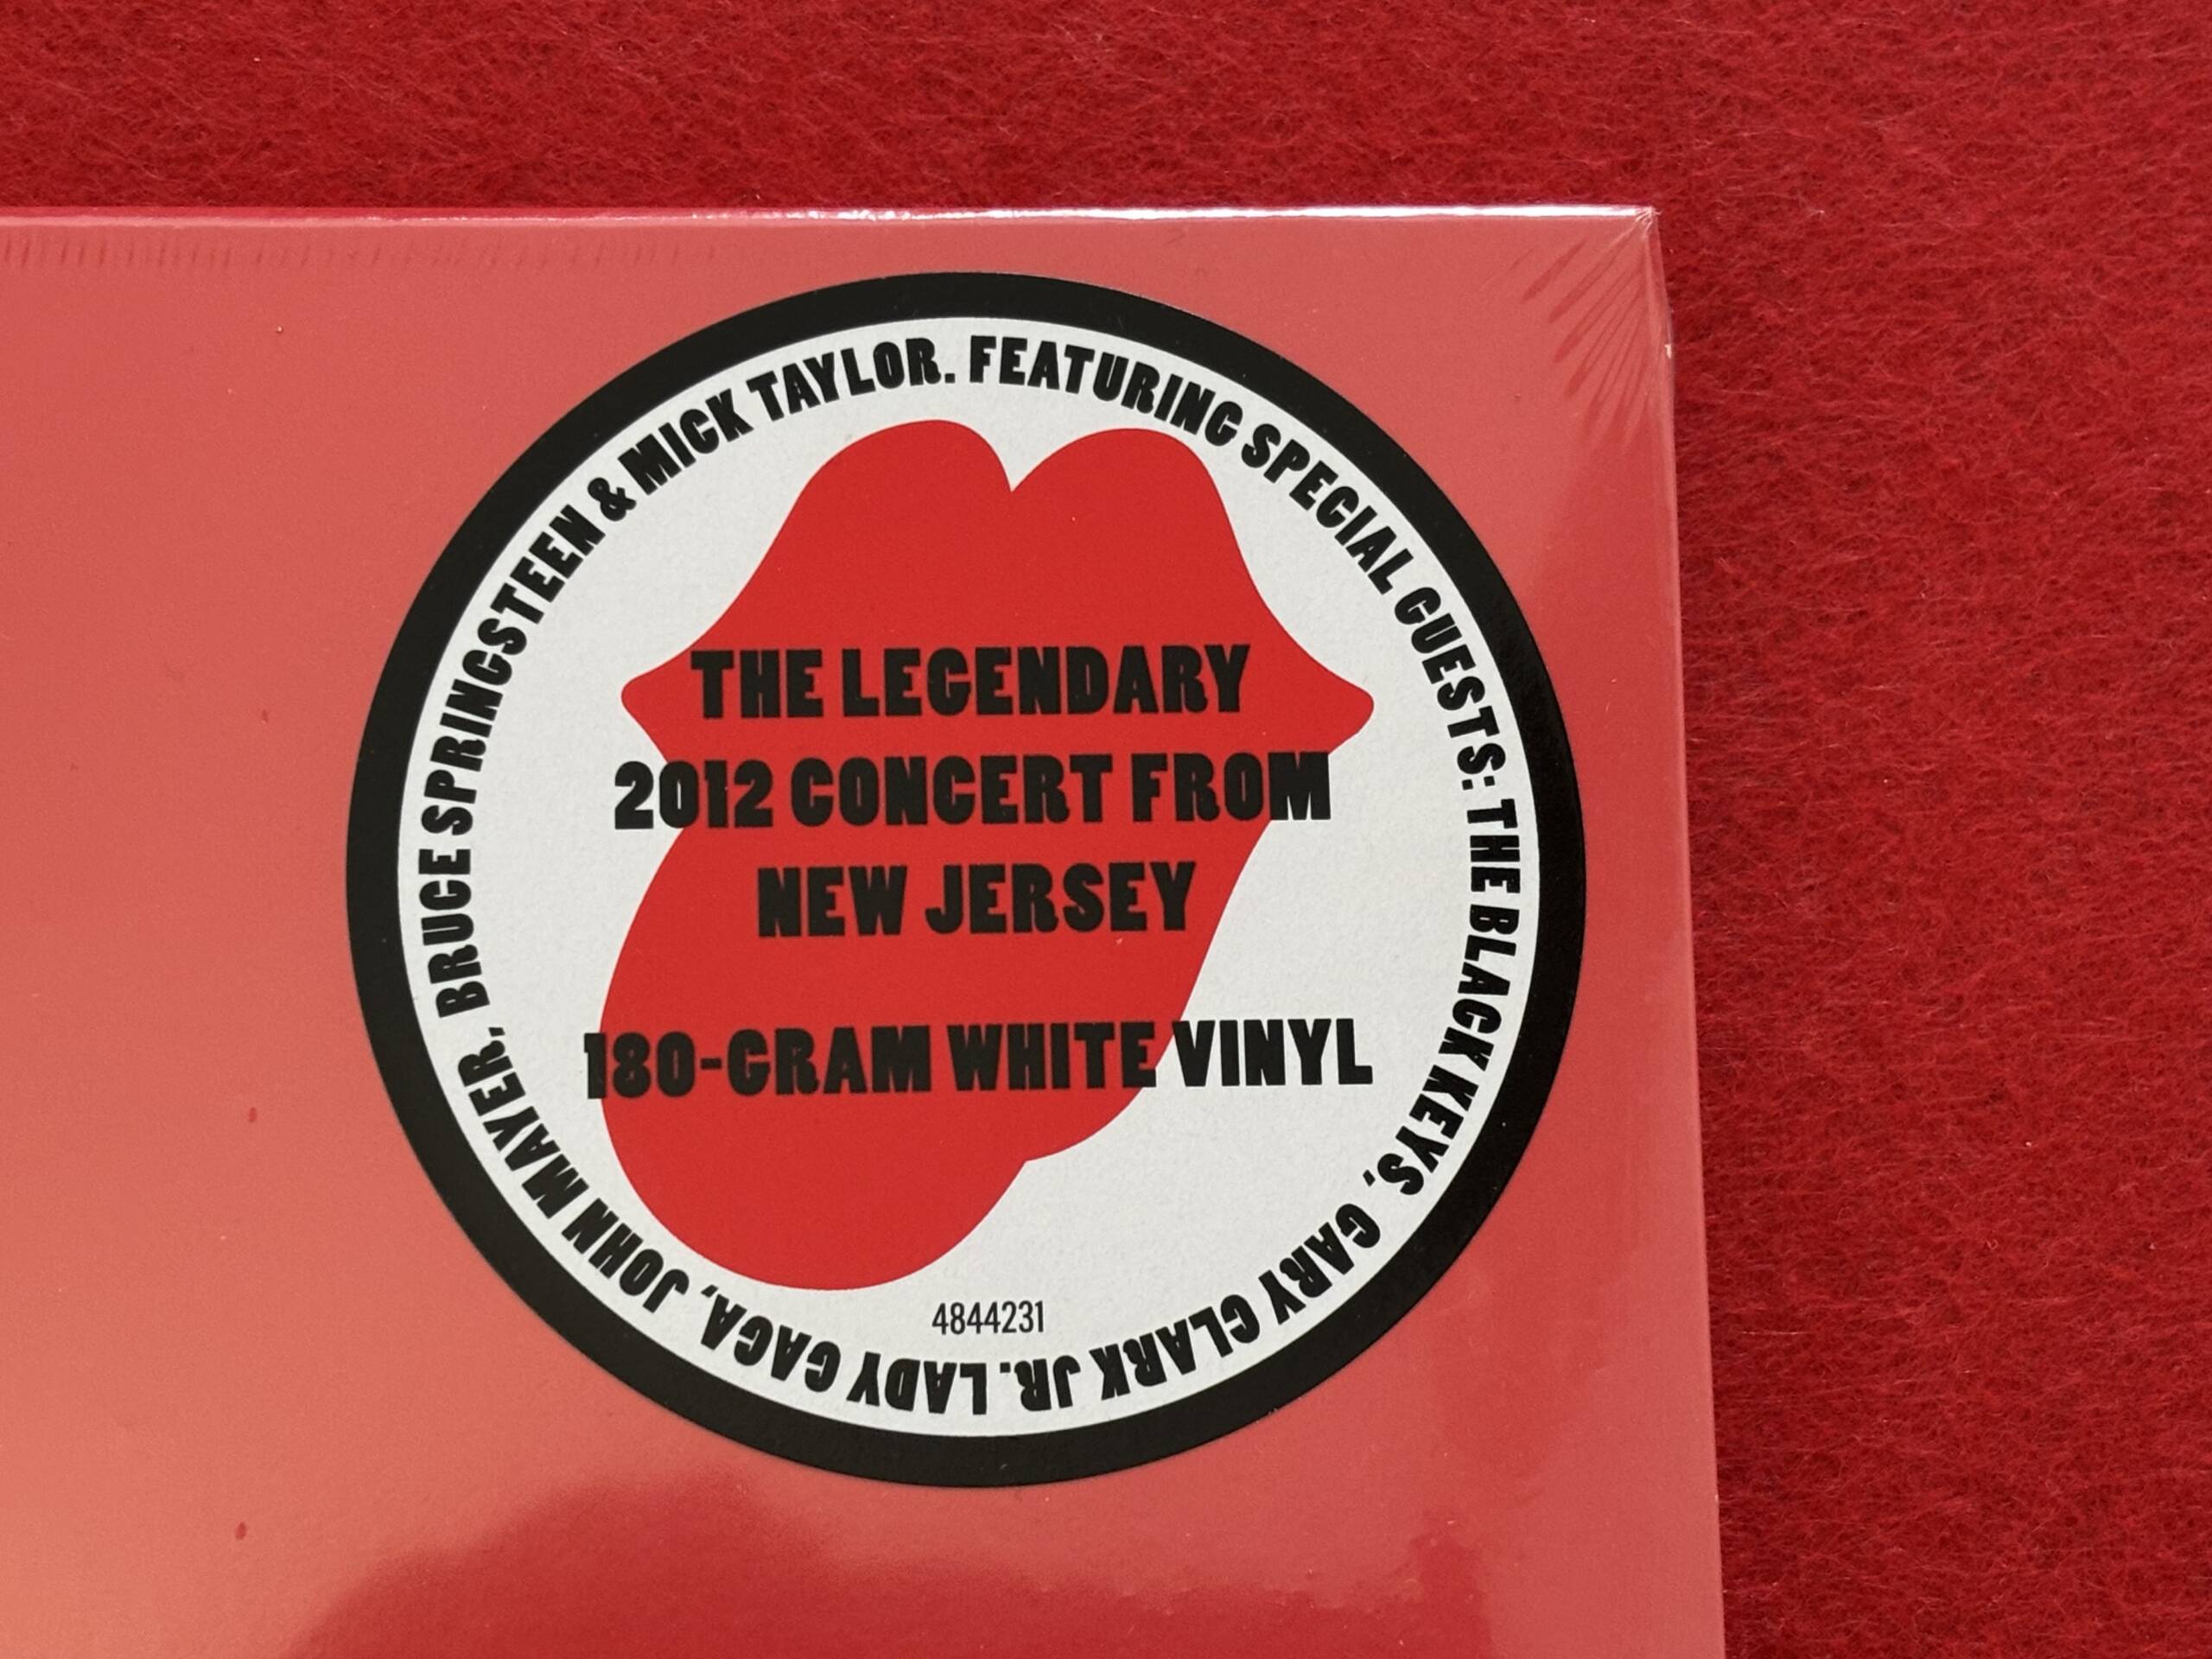 FEATURING SPECIAL GUESTS: THE BLACK KEYS, GARY CLARK JR. LADY GAGA, JOHN MAYER, BRUCE SPRINGSTEEN & MICK TAYLOR.
THE LEGENDARY
2012 CONCERT FROM
NEW JERSEY
180-GRAM WHITE VINYL
4844231